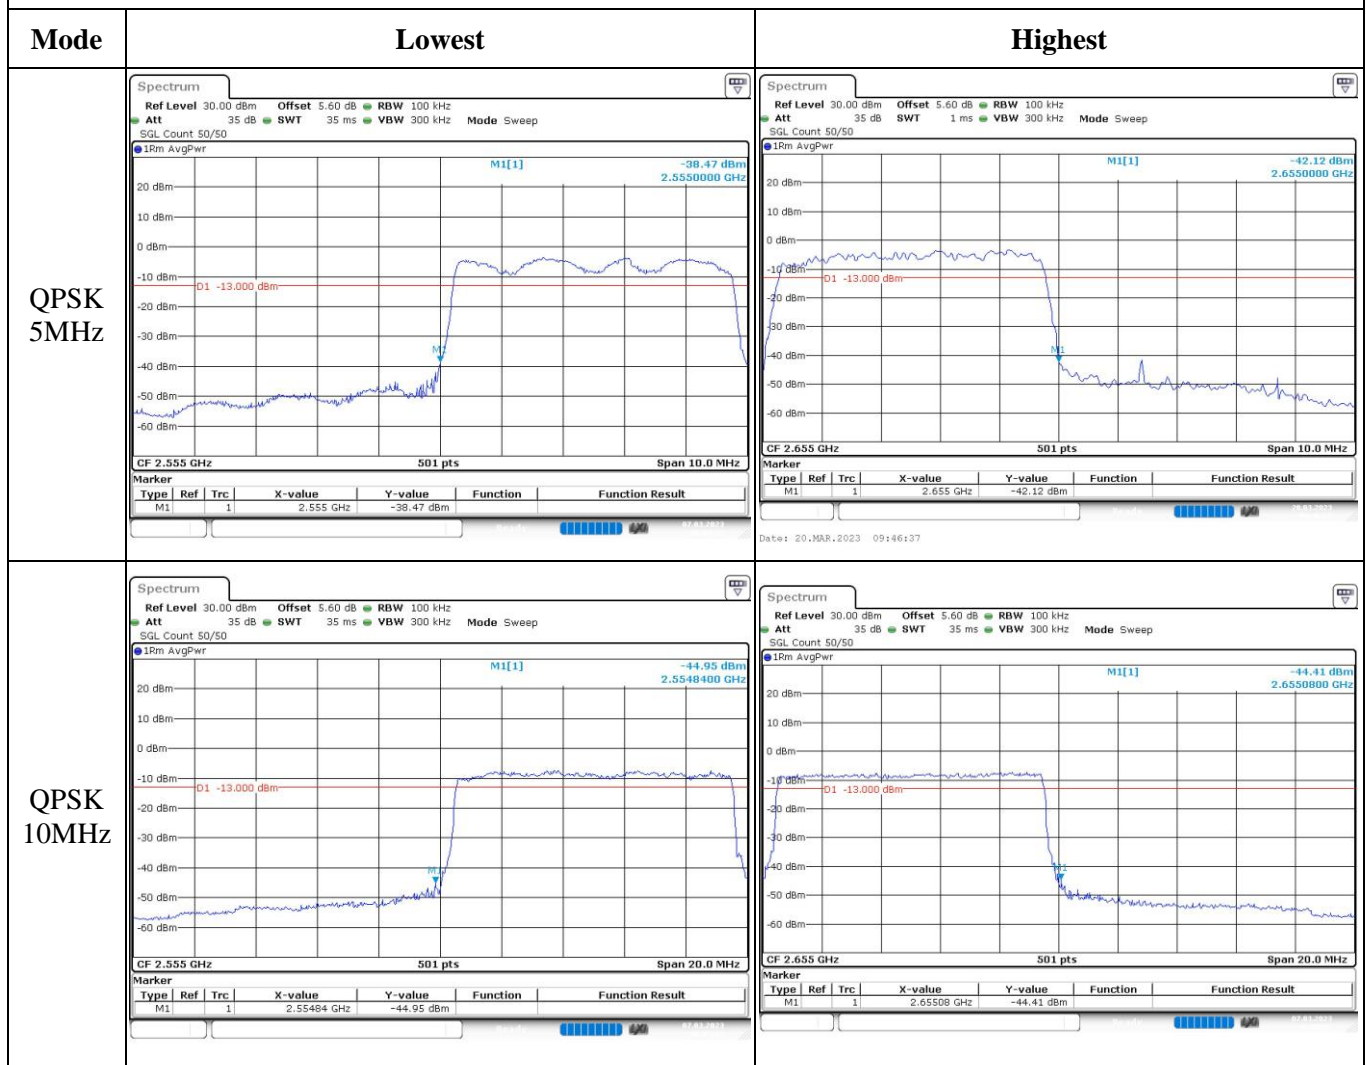 Mode Lowest Highest
QPSK
5MHz
Spectrum
Ref Level 30.00 dBm Offset 5.60 dB RBW 100 kHz
Att 35 dB SWT 35 ms VBW 300 kHz Mode Sweep
SGL Count 50/50
1Rm AvgPwr
M1[1] -38.47 dBm
2.5550000 GHz
20 dBm
10 dBm
0 dBm
-10 dBm
D1 -13.000 dBm
-20 dBm
-30 dBm
M1
-40 dBm
-50 dBm
-60 dBm
CF 2.555 GHz 501 pts Span 10.0 MHz
Marker
Type Ref Trc X-value Y-value Function Function Result
M1 1 2.555 GHz -38.47 dBm
Spectrum
Ref Level 30.00 dBm Offset 5.60 dB RBW 100 kHz
Att 35 dB SWT 1 ms VBW 300 kHz Mode Sweep
SGL Count 50/50
1Rm AvgPwr
M1[1] -42.12 dBm
2.6550000 GHz
20 dBm
10 dBm
0 dBm
-10 dBm
D1 -13.000 dBm
-20 dBm
-30 dBm
M1
-40 dBm
-50 dBm
-60 dBm
CF 2.655 GHz 501 pts Span 10.0 MHz
Marker
Type Ref Trc X-value Y-value Function Function Result
M1 1 2.655 GHz -42.12 dBm
Date: 20.MAR.2023 09:46:37
QPSK
10MHz
Spectrum
Ref Level 30.00 dBm Offset 5.60 dB RBW 100 kHz
Att 35 dB SWT 35 ms VBW 300 kHz Mode Sweep
SGL Count 50/50
1Rm AvgPwr
M1[1] -44.95 dBm
2.5548400 GHz
20 dBm
10 dBm
0 dBm
-10 dBm
D1 -13.000 dBm
-20 dBm
-30 dBm
-40 dBm
M1
-50 dBm
-60 dBm
CF 2.555 GHz 501 pts Span 20.0 MHz
Marker
Type Ref Trc X-value Y-value Function Function Result
M1 1 2.55484 GHz -44.95 dBm
Spectrum
Ref Level 30.00 dBm Offset 5.60 dB RBW 100 kHz
Att 35 dB SWT 35 ms VBW 300 kHz Mode Sweep
SGL Count 50/50
1Rm AvgPwr
M1[1] -44.41 dBm
2.6550800 GHz
20 dBm
10 dBm
0 dBm
-10 dBm
D1 -13.000 dBm
-20 dBm
-30 dBm
-40 dBm
M1
-50 dBm
-60 dBm
CF 2.655 GHz 501 pts Span 20.0 MHz
Marker
Type Ref Trc X-value Y-value Function Function Result
M1 1 2.65508 GHz -44.41 dBm